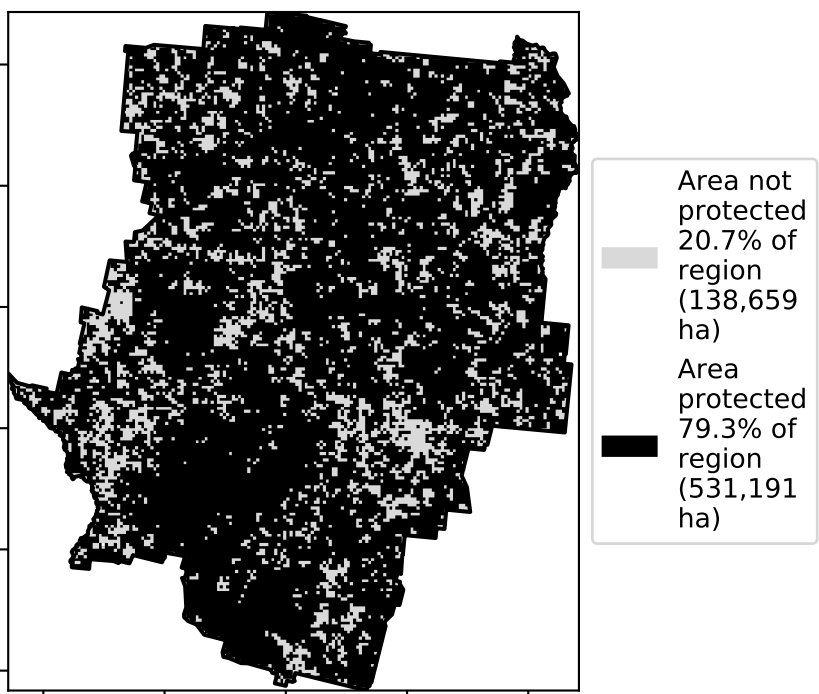 Area not
protected
20.7% of
region
(138,659
ha)
Area
protected
79.3% of
region
(531,191
ha)